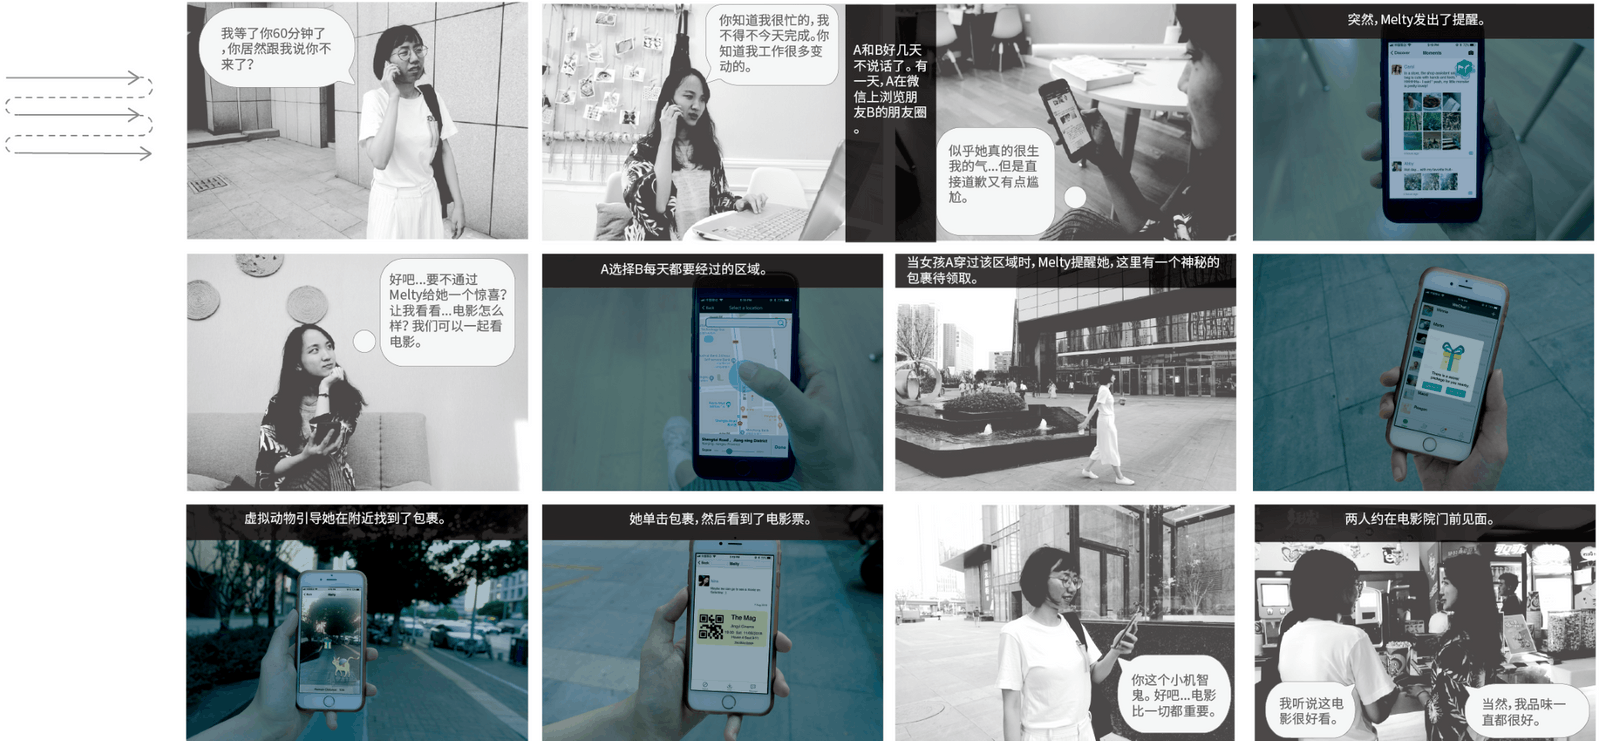 我等了你60分钟了
,你居然跟我说你不
来了?
你知道我很忙的,我
不得不今天完成。你
知道我工作很多变
动的。
A和B好几天
不说话了。有
一天,A在微
信上浏览朋
友B的朋友圈
。
似乎她真的很生
我的气...但是直
接道歉又有点尴
尬。
突然,Melty发出了提醒。
Moments
好吧...要不通过
Melty给她一个惊喜?
让我看看...电影怎么
样?我们可以一起看
电影。
A选择B每天都要经过的区域。
Select a location
当女孩A穿过该区域时,Melty提醒她,这里有一个神秘的
包裹待领取。
There is a secret
package for you nearby
虚拟动物引导她在附近找到了包裹。
她单击包裹,然后看到了电影票。
The Mag
两人约在电影院门前见面。
你这个小机智
鬼。好吧...电影
比一切都重要。
我听说这电
影很好看。
当然,我品味一
直都很好。